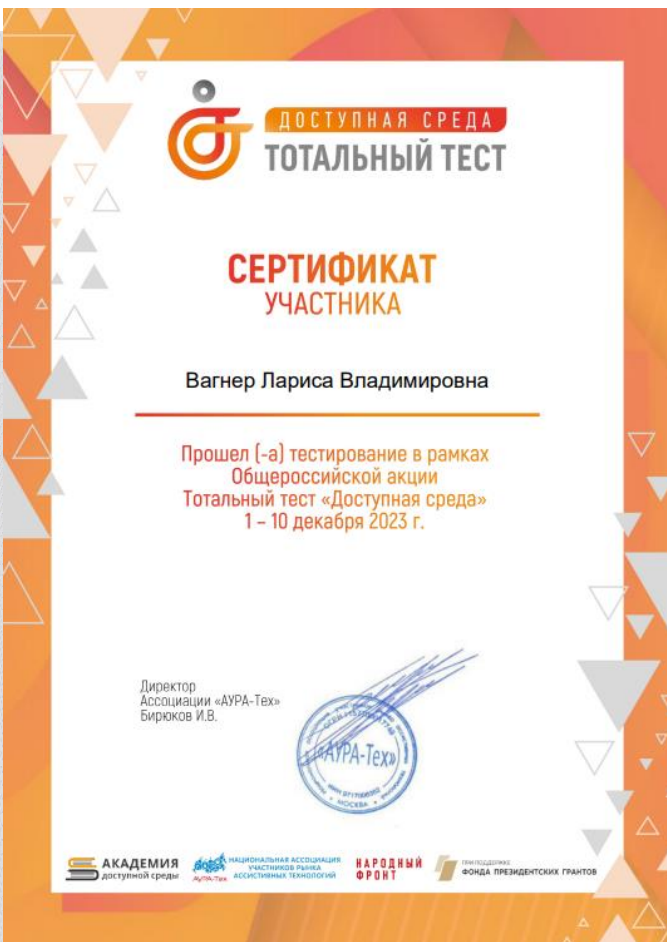 ДОСТУПНАЯ СРЕДА
ТОТАЛЬНЫЙ ТЕСТ
СЕРТИФИКАТ
УЧАСТНИКА
Вагнер Лариса Владимировна
Прошел (-а) тестирование в рамках
Общероссийской акции
Тотальный тест «Доступная среда»
1 – 10 декабря 2023 г.
Директор
Ассоциации «АУРА-Тех»
Бирюков И.В.
«АУРА-Тех»
МОСКВА
АКАДЕМИЯ
доступной среды
АУРА-Тех
НАЦИОНАЛЬНАЯ АССОЦИАЦИЯ
УЧАСТНИКОВ РЫНКА
АССИСТИВНЫХ ТЕХНОЛОГИЙ
НАРОДНЫЙ
ФРОНТ
ПРИ ПОДДЕРЖКЕ
ФОНДА ПРЕЗИДЕНТСКИХ ГРАНТОВ